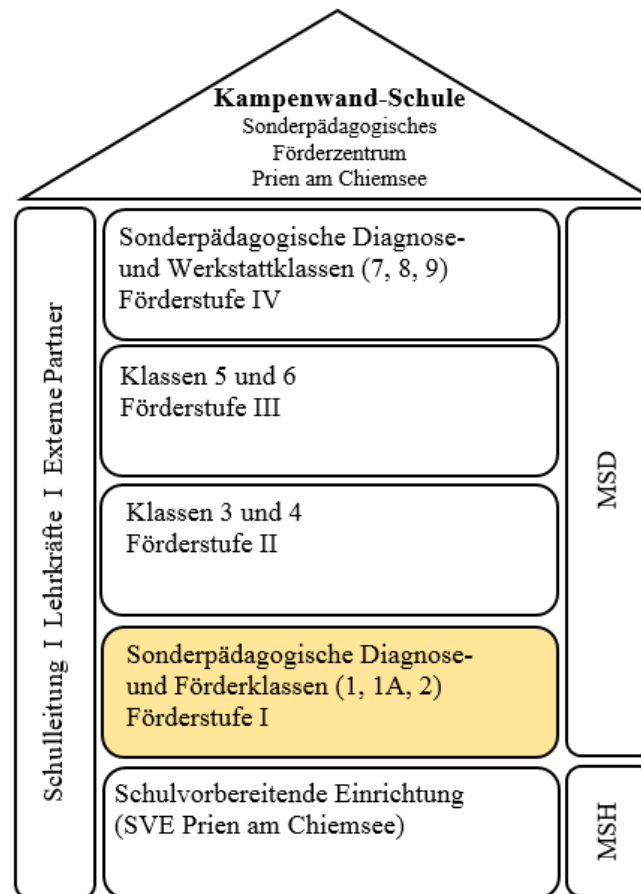 Kampenwand-Schule
Sonderpädagogisches
Förderzentrum
Prien am Chiemsee
Schulleitung I Lehrkräfte I Externe Partner
Sonderpädagogische Diagnose-
und Werkstattklassen (7, 8, 9)
Förderstufe IV
Klassen 5 und 6
Förderstufe III
Klassen 3 und 4
Förderstufe II
Sonderpädagogische Diagnose-
und Förderklassen (1, 1A, 2)
Förderstufe I
Schulvorbereitende Einrichtung
(SVE Prien am Chiemsee)
MSD
MSH